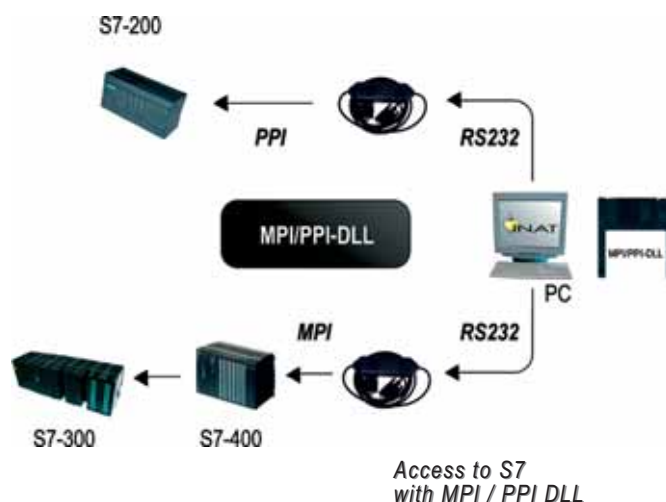 S7-200
PPI
RS232
MPI/PPI-DLL
INAT
MPI/PPI-DLL
PC
MPI
RS232
S7-300
S7-400
Access to S7
with MPI / PPI DLL